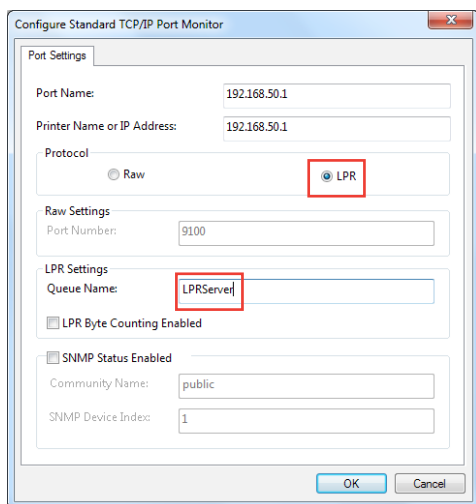 Configure Standard TCP/IP Port Monitor
Port Settings
Port Name: 192.168.50.1
Printer Name or IP Address: 192.168.50.1
Protocol
Raw LPR
Raw Settings
Port Number: 9100
LPR Settings
Queue Name: LPRServer
LPR Byte Counting Enabled
SNMP Status Enabled
Community Name: public
SNMP Device Index: 1
OK Cancel